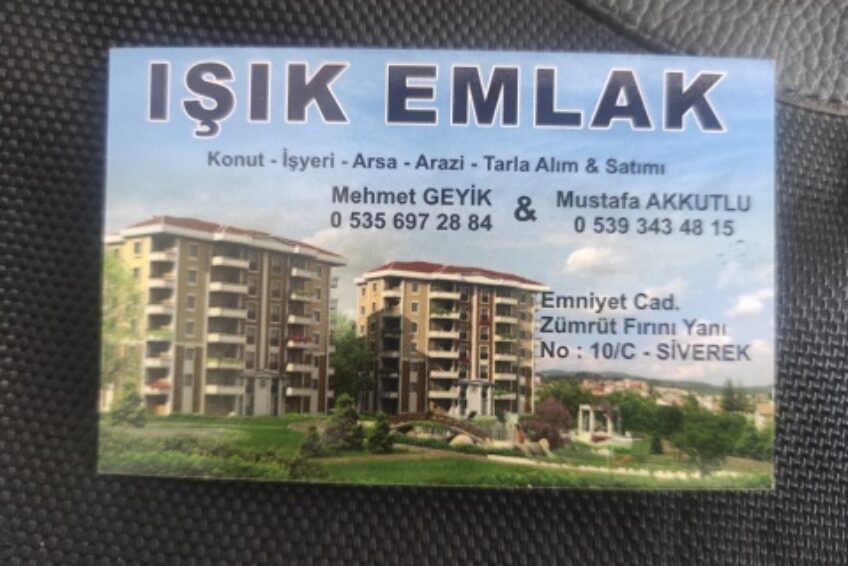 IŞIK EMLAK
Konut - İşyeri - Arsa - Arazi - Tarla Alım & Satımı
Mehmet GEYİK & Mustafa AKKUTLU
0 535 697 28 84 0 539 343 48 15
Emniyet Cad.
Zümrüt Fırını Yanı
No : 10/C - SİVEREK